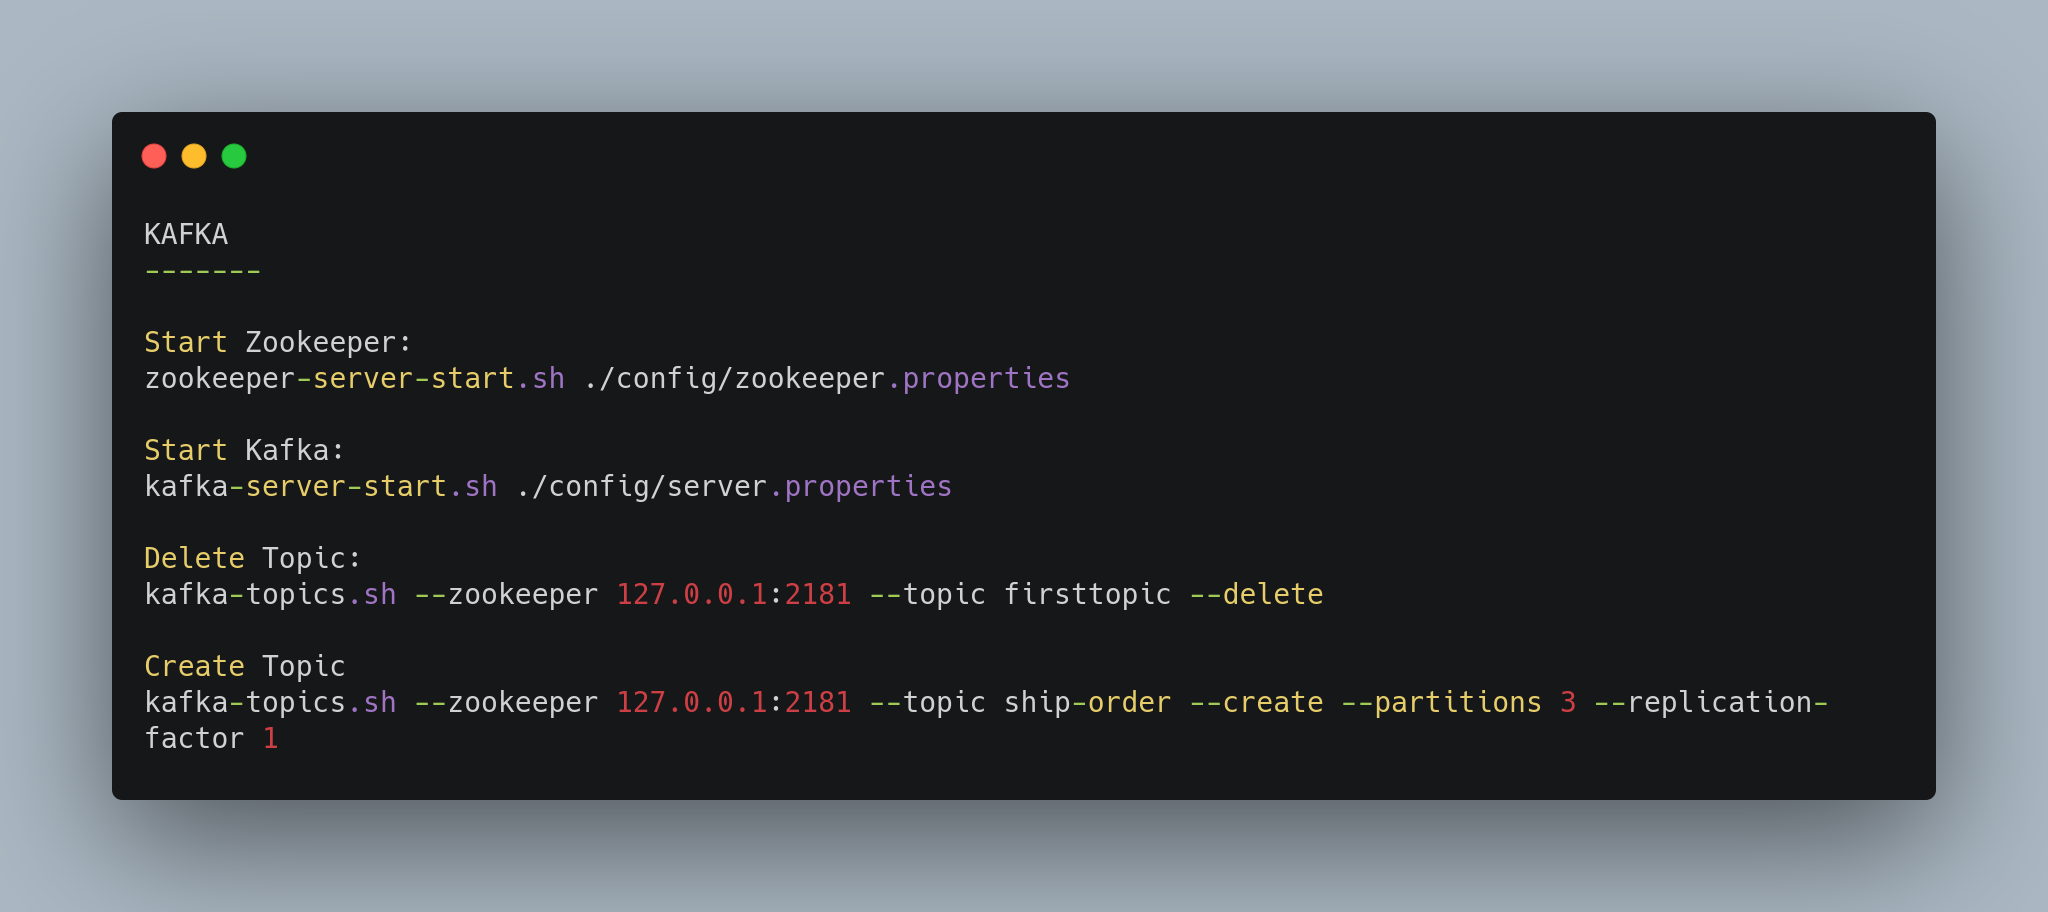 KAFKA
-------
Start Zookeeper:
zookeeper-server-start.sh ./config/zookeeper.properties
Start Kafka:
kafka-server-start.sh ./config/server.properties
Delete Topic:
kafka-topics.sh --zookeeper 127.0.0.1:2181 --topic firsttopic --delete
Create Topic
kafka-topics.sh --zookeeper 127.0.0.1:2181 --topic ship-order --create --partitions 3 --replication-
factor 1